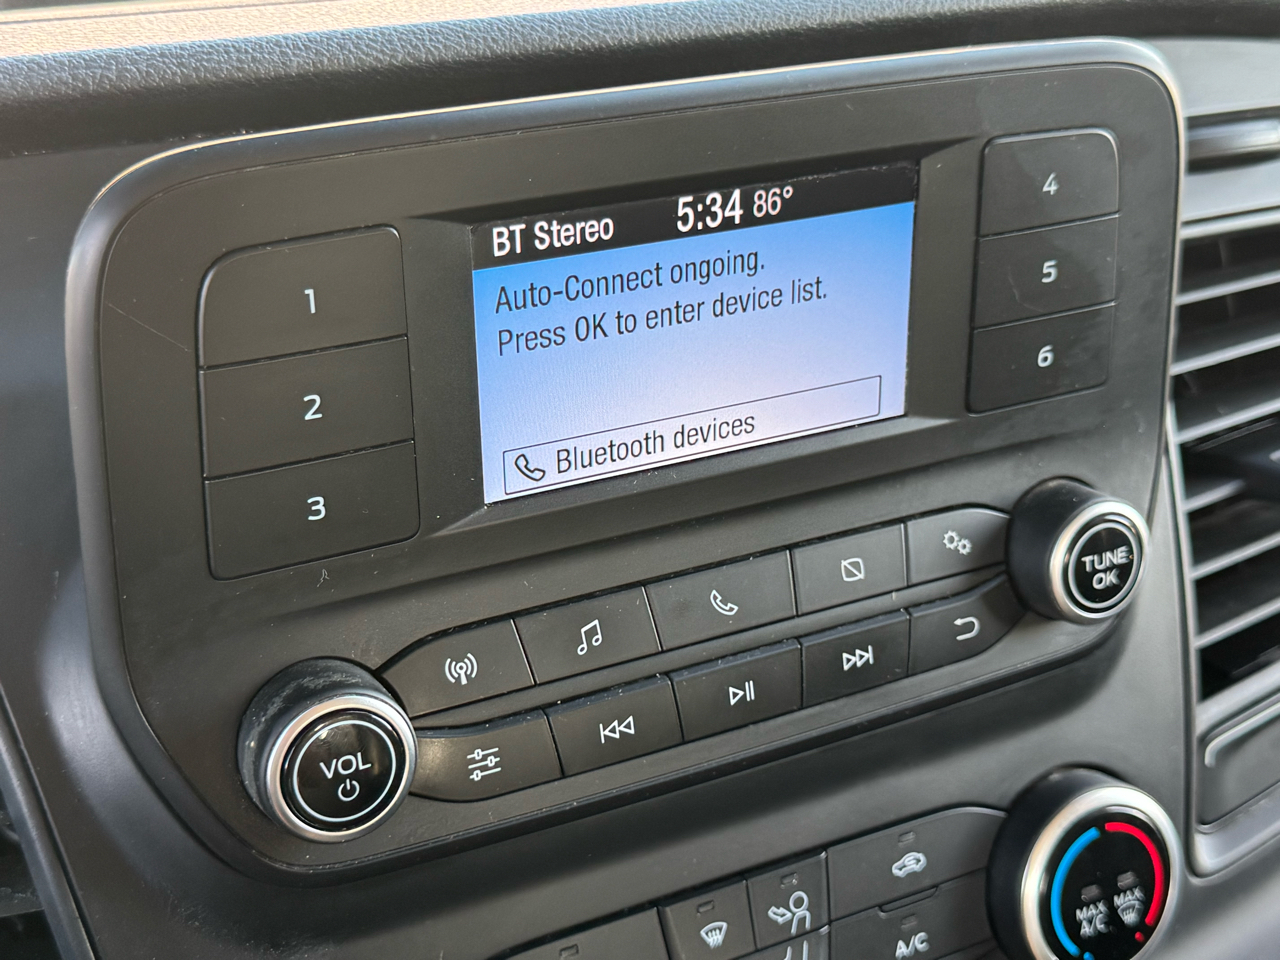 BT Stereo 5:34 86°
Auto-Connect ongoing.
Press OK to enter device list.
Bluetooth devices
1
2
3
4
5
6
VOL
TUNE
OK
MAX
A/C
MAX
A/C